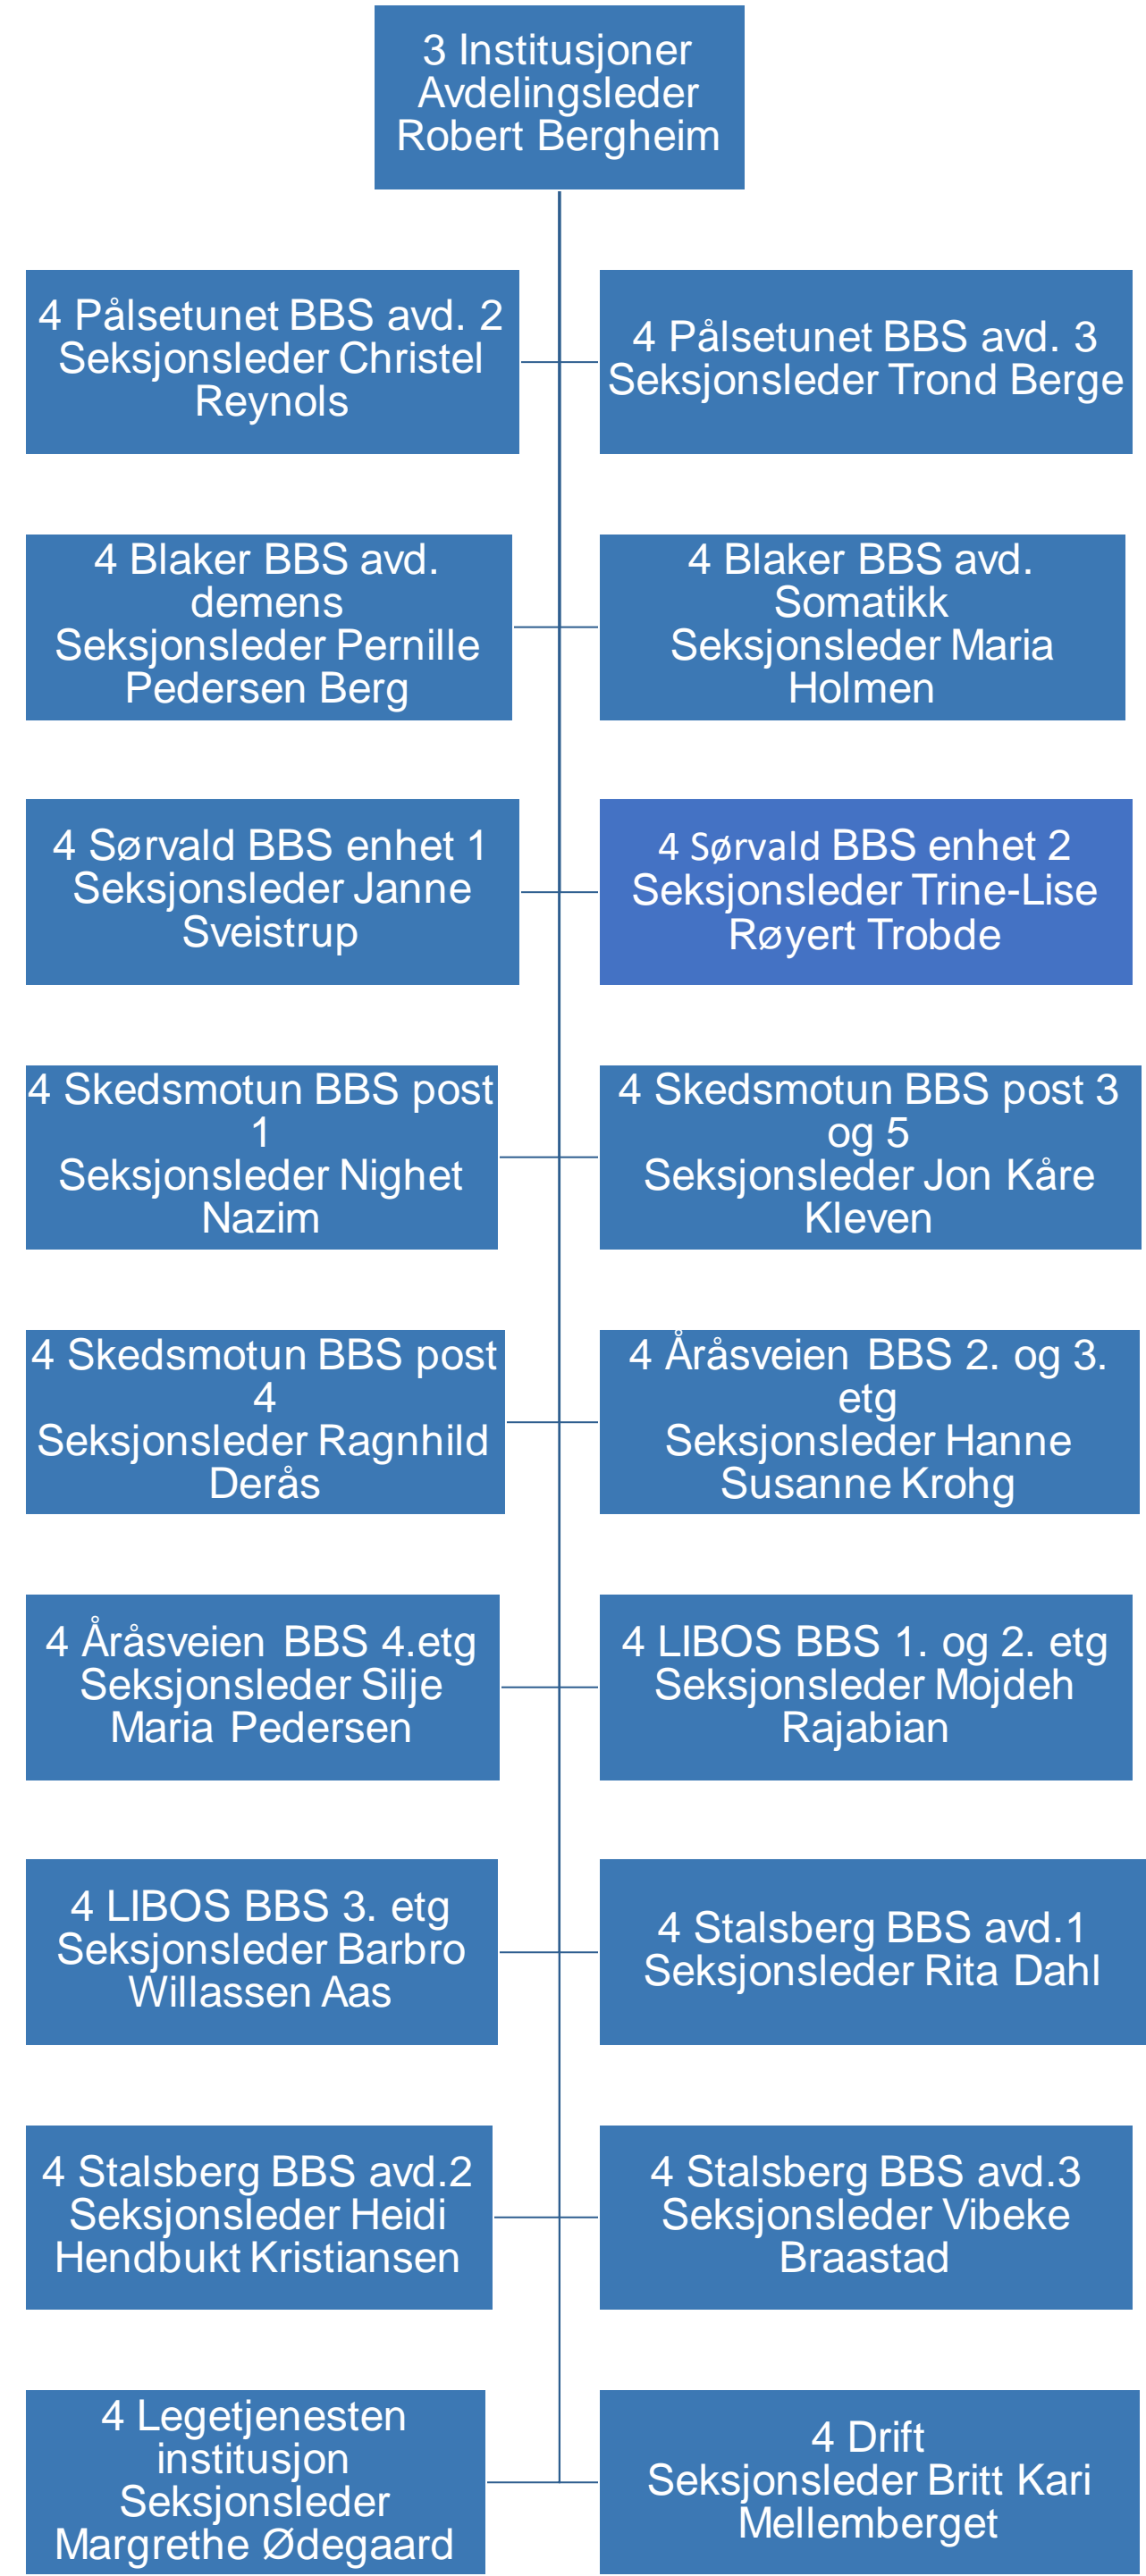 3 Institusjoner
Avdelingsleder
Robert Bergheim
4 Pålsetunet BBS avd. 2
Seksjonsleder Christel
Reynols
4 Pålsetunet BBS avd. 3
Seksjonsleder Trond Berge
4 Blaker BBS avd.
demens
Seksjonsleder Pernille
Pedersen Berg
4 Blaker BBS avd.
Somatikk
Seksjonsleder Maria
Holmen
4 Sørvald BBS enhet 1
Seksjonsleder Janne
Sveistrup
4 Sørvald BBS enhet 2
Seksjonsleder Trine-Lise
Røyert Trobde
4 Skedsmotun BBS post
1
Seksjonsleder Nighet
Nazim
4 Skedsmotun BBS post 3
og 5
Seksjonsleder Jon Kåre
Kleven
4 Skedsmotun BBS post
4
Seksjonsleder Ragnhild
Derås
4 Åråsveien BBS 2. og 3.
etg
Seksjonsleder Hanne
Susanne Krohg
4 Åråsveien BBS 4.etg
Seksjonsleder Silje
Maria Pedersen
4 LIBOS BBS 1. og 2. etg
Seksjonsleder Mojdeh
Rajabian
4 LIBOS BBS 3. etg
Seksjonsleder Barbro
Willassen Aas
4 Stalsberg BBS avd.1
Seksjonsleder Rita Dahl
4 Stalsberg BBS avd.2
Seksjonsleder Heidi
Hendbukt Kristiansen
4 Stalsberg BBS avd.3
Seksjonsleder Vibeke
Braastad
4 Legetjenesten
institusjon
Seksjonsleder
Margrethe Ødegaard
4 Drift
Seksjonsleder Britt Kari
Mellemberget